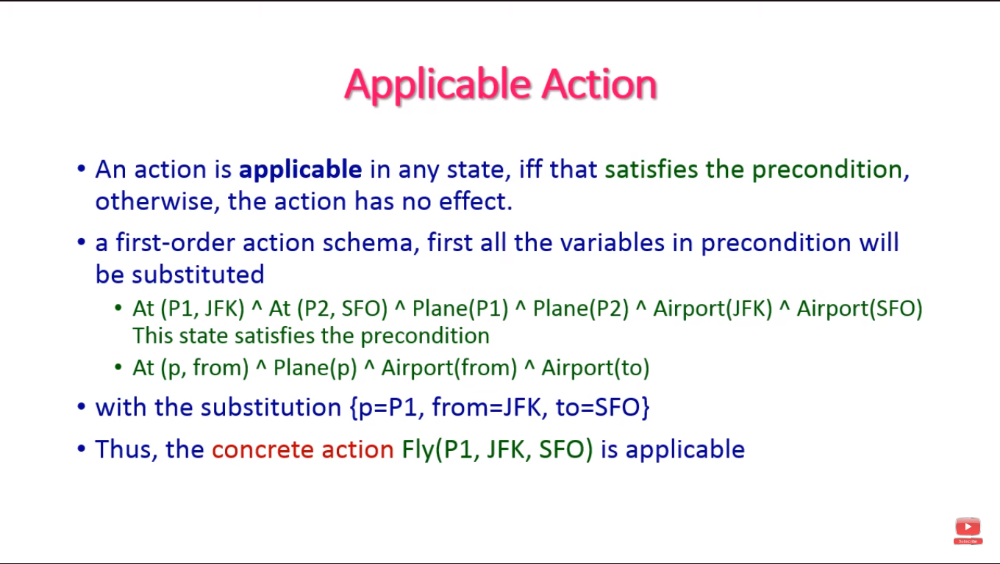 Applicable Action
• An action is applicable in any state, iff that satisfies the precondition,
otherwise, the action has no effect.
• a first-order action schema, first all the variables in precondition will
be substituted
• At (P1, JFK) ^ At (P2, SFO) ^ Plane(P1) ^ Plane(P2) ^ Airport(JFK) ^ Airport(SFO)
This state satisfies the precondition
• At (p, from) ^ Plane(p) ^ Airport(from) ^ Airport(to)
• with the substitution {p=P1, from=JFK, to=SFO}
• Thus, the concrete action Fly(P1, JFK, SFO) is applicable
Subscribe